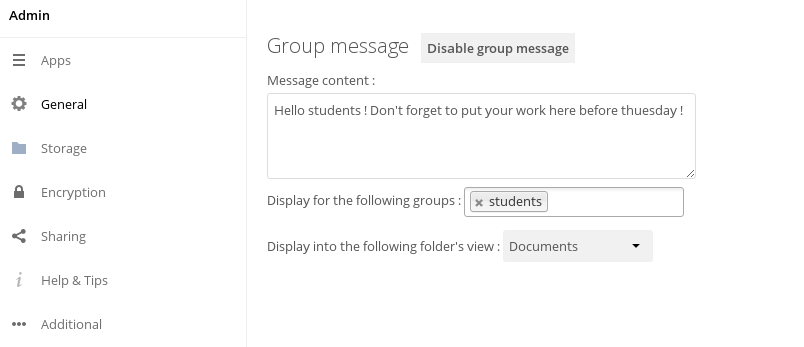 Admin
Apps
General
Storage
Encryption
Sharing
Help & Tips
Additional
Group message Disable group message
Message content :
Hello students ! Don't forget to put your work here before thuesday !
Display for the following groups : × students
Display into the following folder's view : Documents